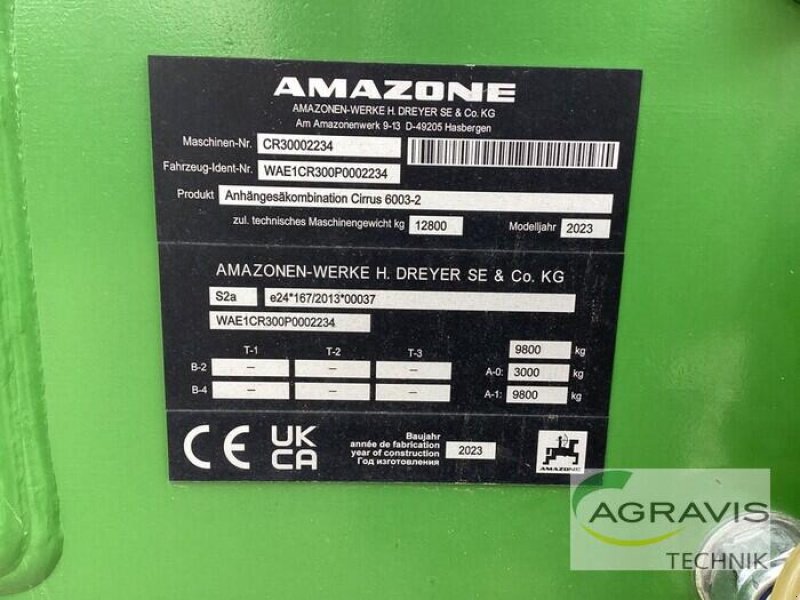 AMAZONE
AMAZONEN-WERKE H. DREYER SE & Co. KG
Am Amazonenwerk 9-13 D-49205 Hasbergen
Maschinen-Nr. CR30002234
Fahrzeug-Ident-Nr. WAE1CR300P0002234
Produkt Anhängesäkombination Cirrus 6003-2
zul. technisches Maschinengewicht kg 12800 Modelljahr 2023
AMAZONEN-WERKE H. DREYER SE & Co. KG
S2a e24*167/2013*00037
WAE1CR300P0002234
T-1 T-2 T-3 9800 kg
B-2 – – – A-0: 3000 kg
B-4 – – – A-1: 9800 kg
CE UK CA
Baujahr
année de fabrication
year of construction
Год изготовления
2023
AMAZONE
AGRAVIS
TECHNIK